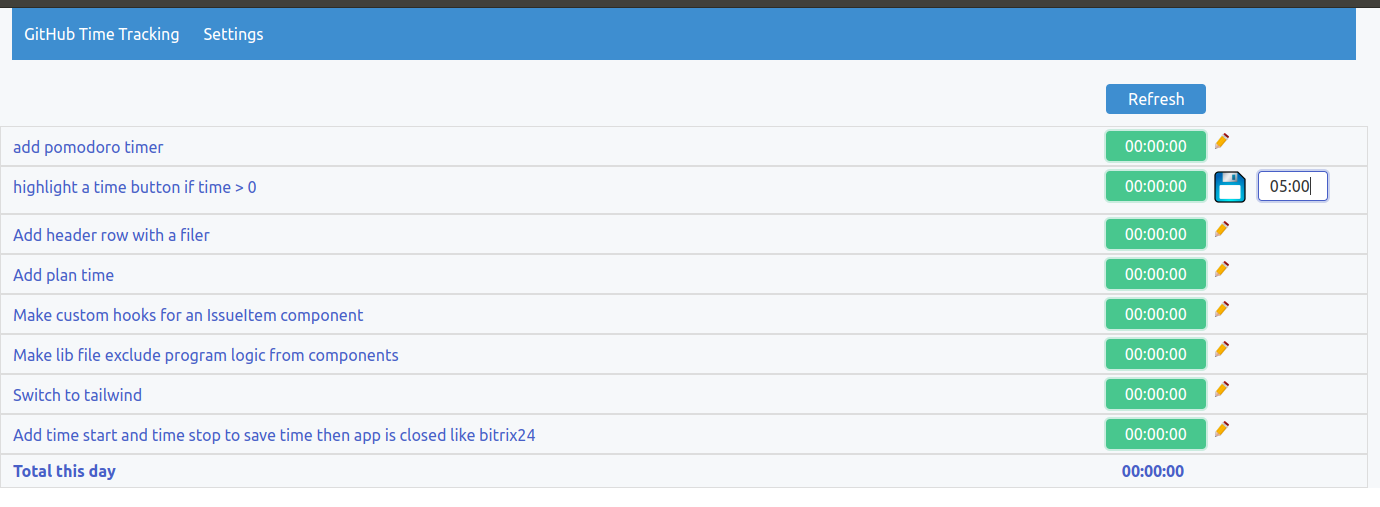 GitHub Time Tracking Settings
Refresh
add pomodoro timer 00:00:00
highlight a time button if time > 0 00:00:00 05:00
Add header row with a filer 00:00:00
Add plan time 00:00:00
Make custom hooks for an IssueItem component 00:00:00
Make lib file exclude program logic from components 00:00:00
Switch to tailwind 00:00:00
Add time start and time stop to save time then app is closed like bitrix24 00:00:00
Total this day 00:00:00